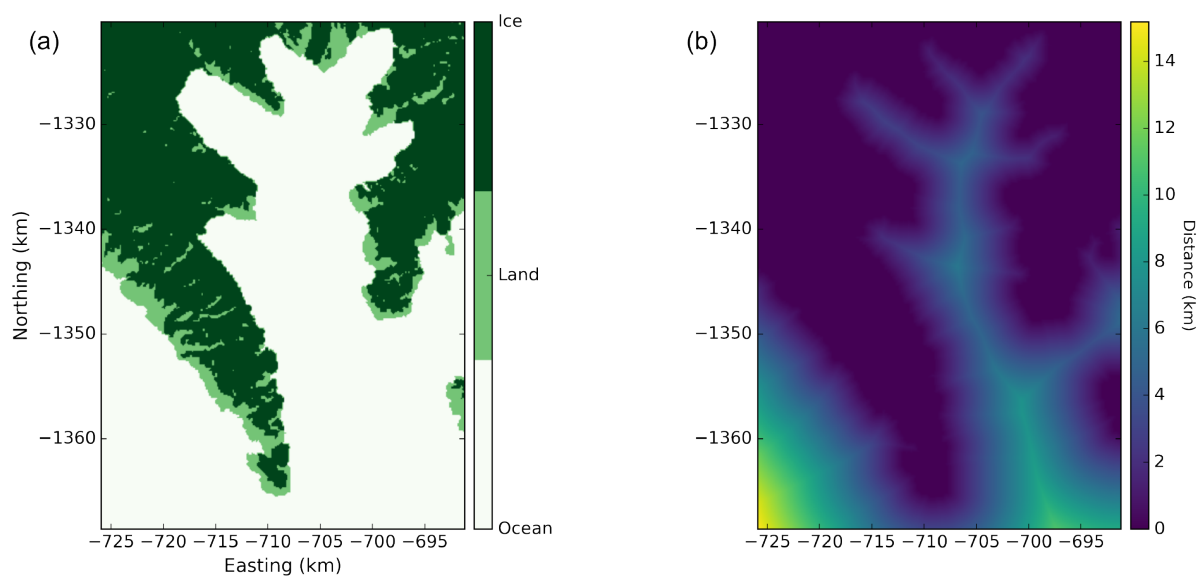 (a)
Ice
Land
Ocean
−1330
−1340
−1350
−1360
Northing (km)
−725 −720 −715 −710 −705 −700 −695
Easting (km)
(b)
−1330
−1340
−1350
−1360
−725 −720 −715 −710 −705 −700 −695
14
12
10
8
6
4
2
0
Distance (km)